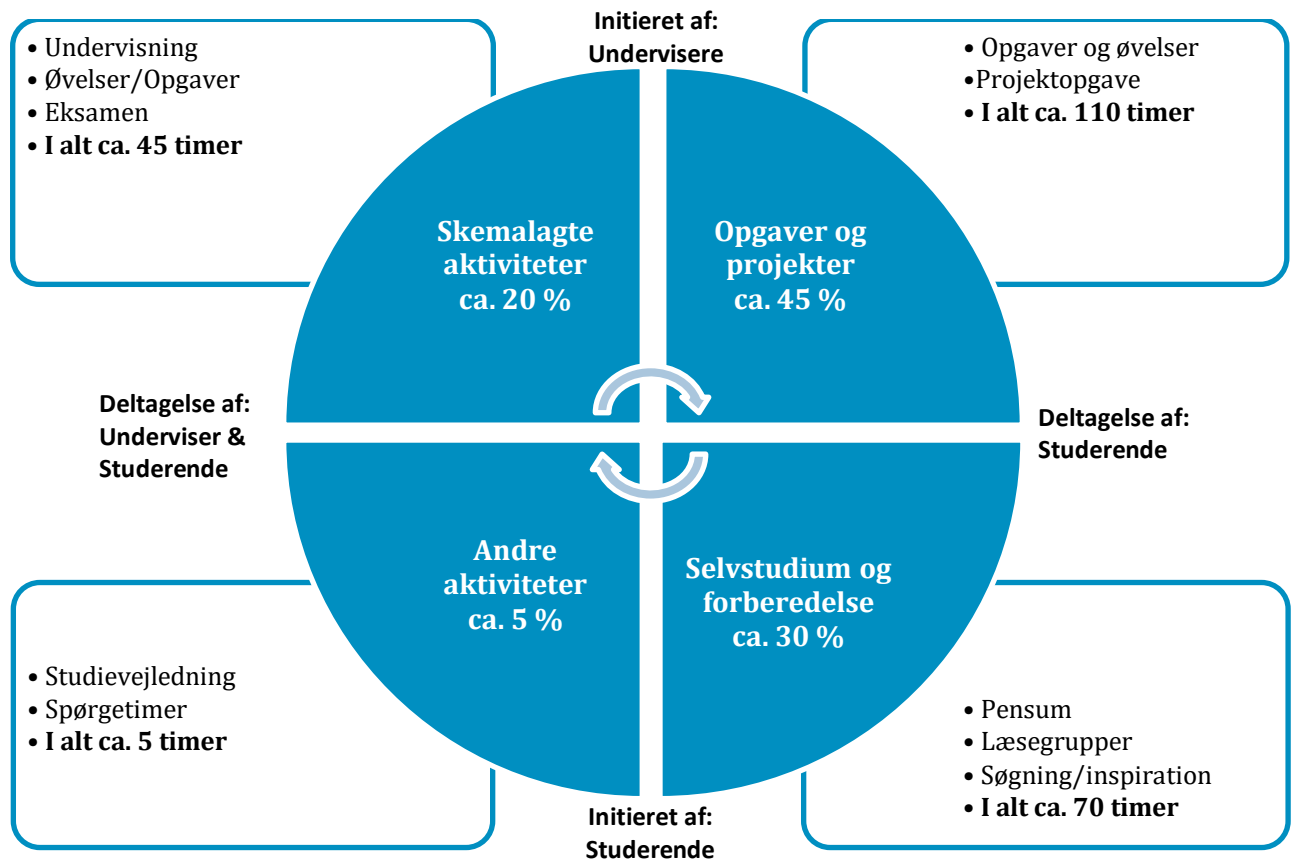 Initieret af:
Undervisere
• Undervisning
• Øvelser/Opgaver
• Eksamen
• I alt ca. 45 timer
• Opgaver og øvelser
•Projektopgave
• I alt ca. 110 timer
Skemalagte
aktiviteter
ca. 20 %
Opgaver og
projekter
ca. 45 %
Deltagelse af:
Underviser &
Studerende
Deltagelse af:
Studerende
Andre
aktiviteter
ca. 5 %
Selvstudium og
forberedelse
ca. 30 %
• Studievejledning
• Spørgetimer
• I alt ca. 5 timer
• Pensum
• Læsegrupper
• Søgning/inspiration
• I alt ca. 70 timer
Initieret af:
Studerende